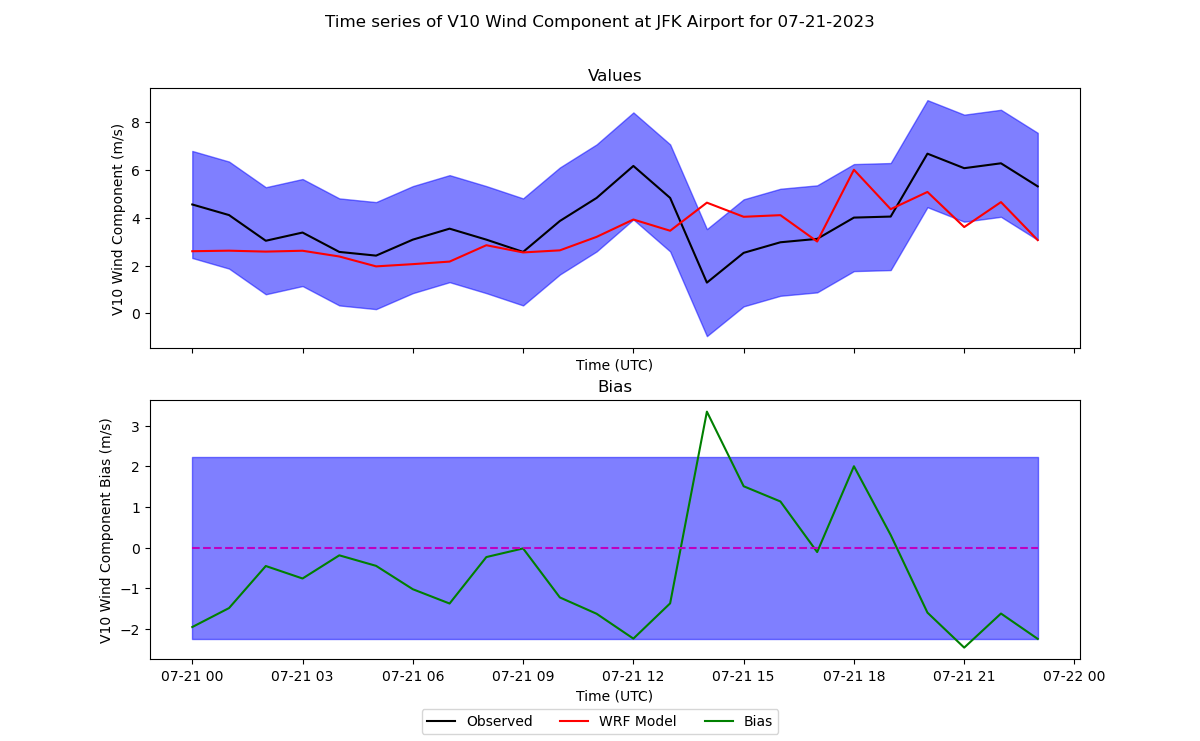 Time series of V10 Wind Component at JFK Airport for 07-21-2023
Values
V10 Wind Component (m/s)
8
6
4
2
0
Time (UTC)
Bias
V10 Wind Component Bias (m/s)
3
2
1
0
−1
−2
07-21 00 07-21 03 07-21 06 07-21 09 07-21 12 07-21 15 07-21 18 07-21 21 07-22 00
Time (UTC)
Observed WRF Model Bias